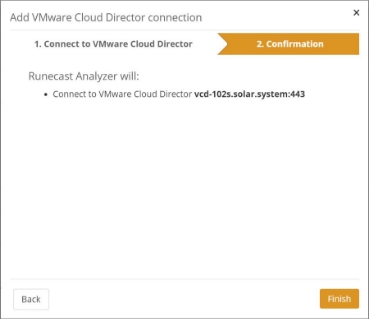 Add VMware Cloud Director connection ×
1. Connect to VMware Cloud Director 2. Confirmation
Runecast Analyzer will:
• Connect to VMware Cloud Director vcd-102s.solar.system:443
Back Finish